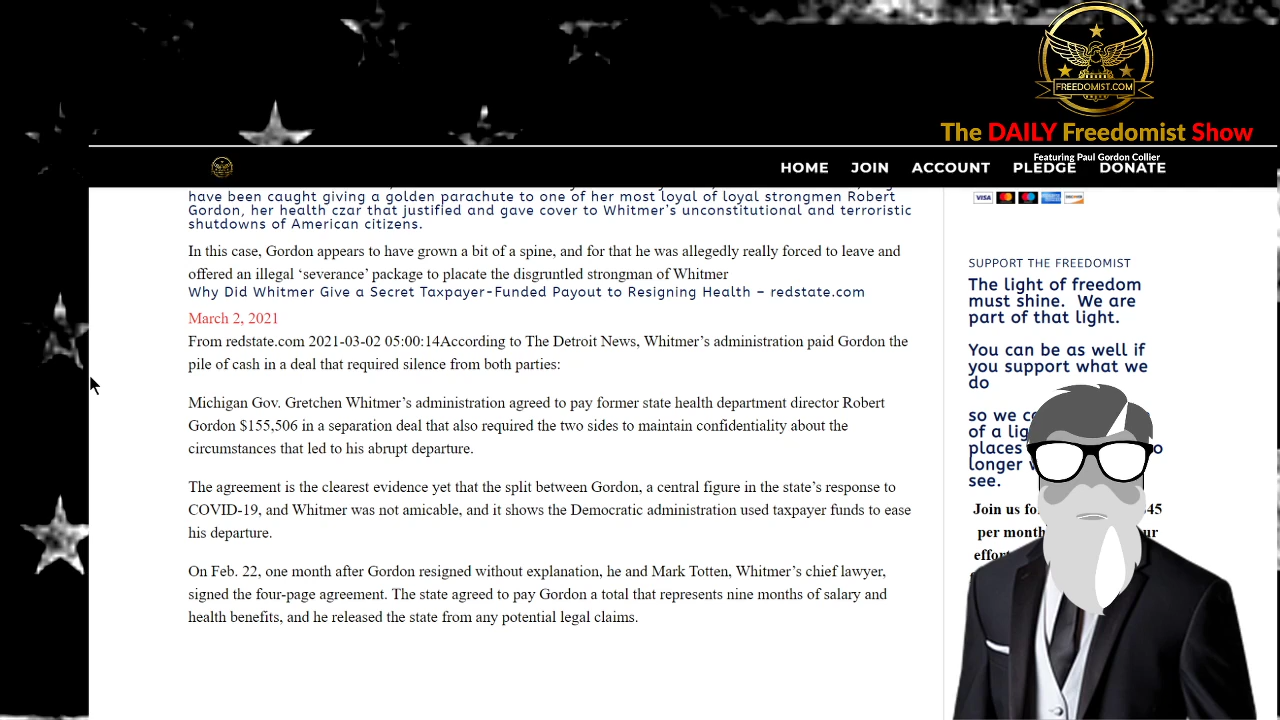 FREEDOMIST.COM
The DAILY Freedomist Show
Featuring Paul Gordon Collier
HOME JOIN ACCOUNT PLEDGE DONATE
have been caught giving a golden parachute to one of her most loyal of loyal strongmen Robert
Gordon, her health czar that justified and gave cover to Whitmer's unconstitutional and terroristic
shutdowns of American citizens.
In this case, Gordon appears to have grown a bit of a spine, and for that he was allegedly really forced to leave and
offered an illegal ‘severance’ package to placate the disgruntled strongman of Whitmer
Why Did Whitmer Give a Secret Taxpayer-Funded Payout to Resigning Health – redstate.com
March 2, 2021
From redstate.com 2021-03-02 05:00:14According to The Detroit News, Whitmer’s administration paid Gordon the
pile of cash in a deal that required silence from both parties:
Michigan Gov. Gretchen Whitmer’s administration agreed to pay former state health department director Robert
Gordon $155,506 in a separation deal that also required the two sides to maintain confidentiality about the
circumstances that led to his abrupt departure.
The agreement is the clearest evidence yet that the split between Gordon, a central figure in the state’s response to
COVID-19, and Whitmer was not amicable, and it shows the Democratic administration used taxpayer funds to ease
his departure.
On Feb. 22, one month after Gordon resigned without explanation, he and Mark Totten, Whitmer’s chief lawyer,
signed the four-page agreement. The state agreed to pay Gordon a total that represents nine months of salary and
health benefits, and he released the state from any potential legal claims.
VISA
SUPPORT THE FREEDOMIST
The light of freedom
must shine. We are
part of that light.
You can be as well if
you support what we
do
so we
of a
places
longer
see.
Join us 45
per month